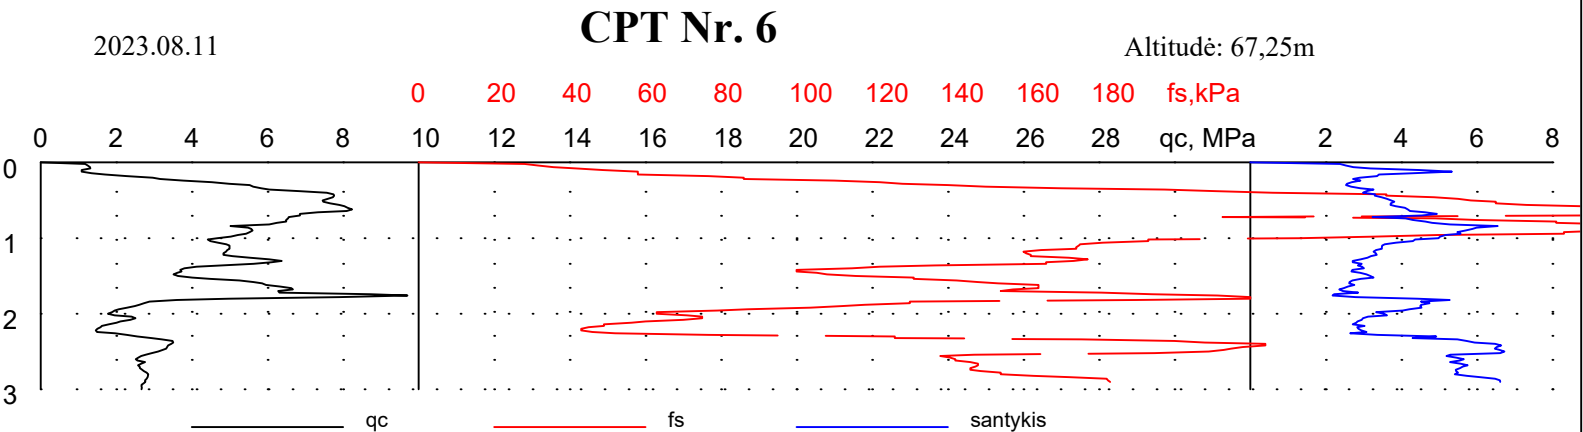 CPT Nr. 6
2023.08.11
Altitudė: 67,25m
0 20 40 60 80 100 120 140 160 180 fs,kPa
0 2 4 6 8 10 12 14 16 18 20 22 24 26 28 qc, MPa 2 4 6 8
0
1
2
3
qc fs santykis